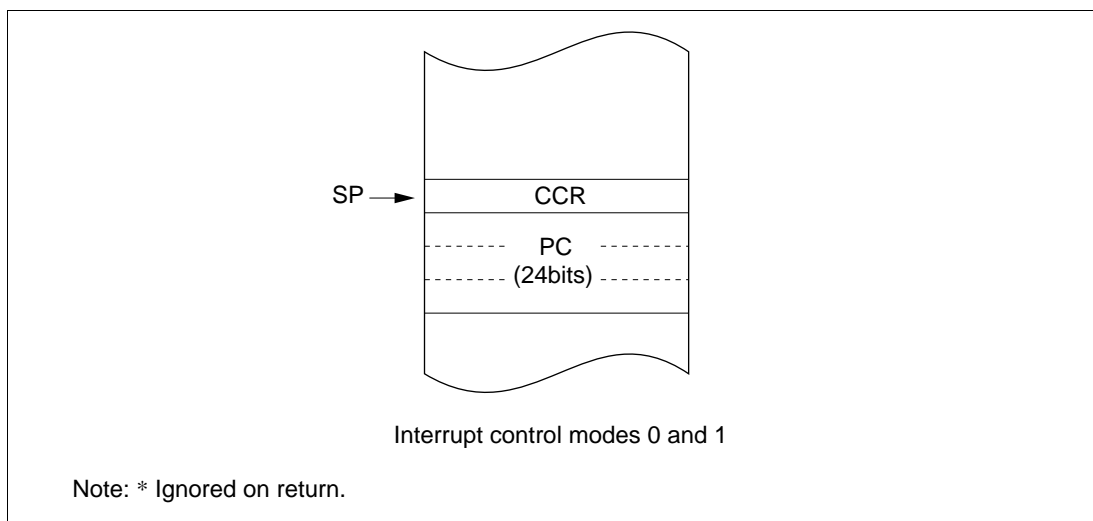 SP
CCR
PC
(24bits)
Interrupt control modes 0 and 1
Note: * Ignored on return.